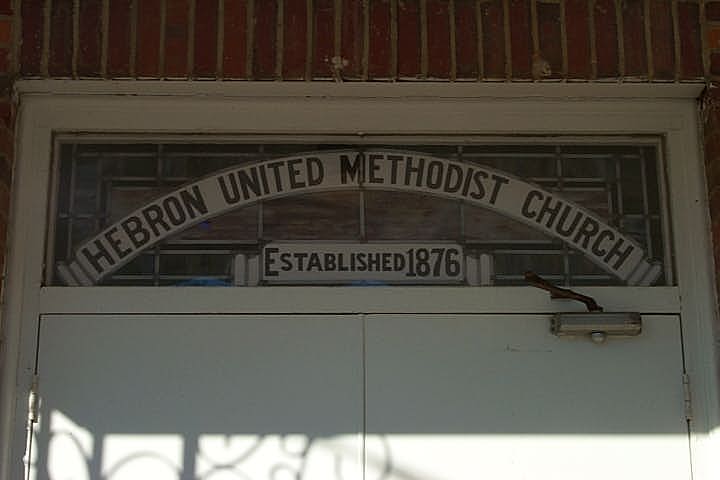 HEBRON UNITED METHODIST CHURCH
ESTABLISHED 1876